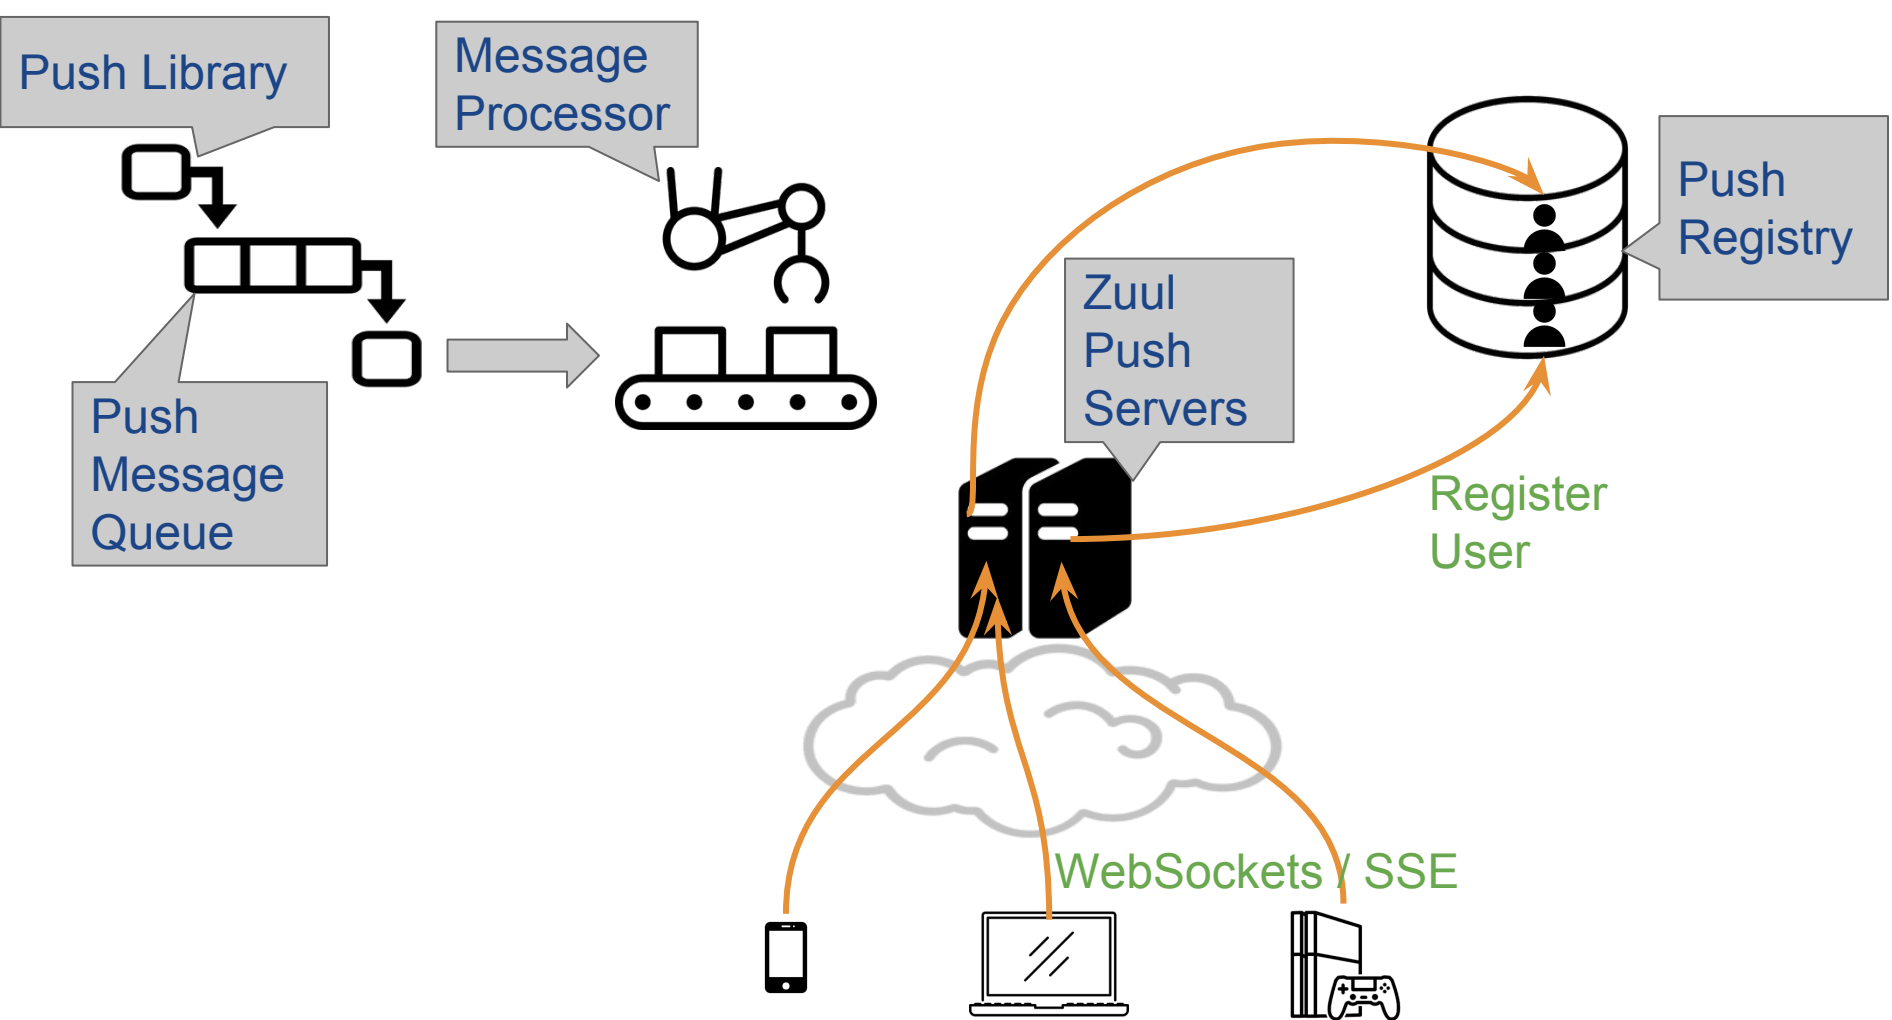 Push Library
Message
Processor
Push
Registry
Zuul
Push
Servers
Push
Message
Queue
Register
User
WebSockets / SSE